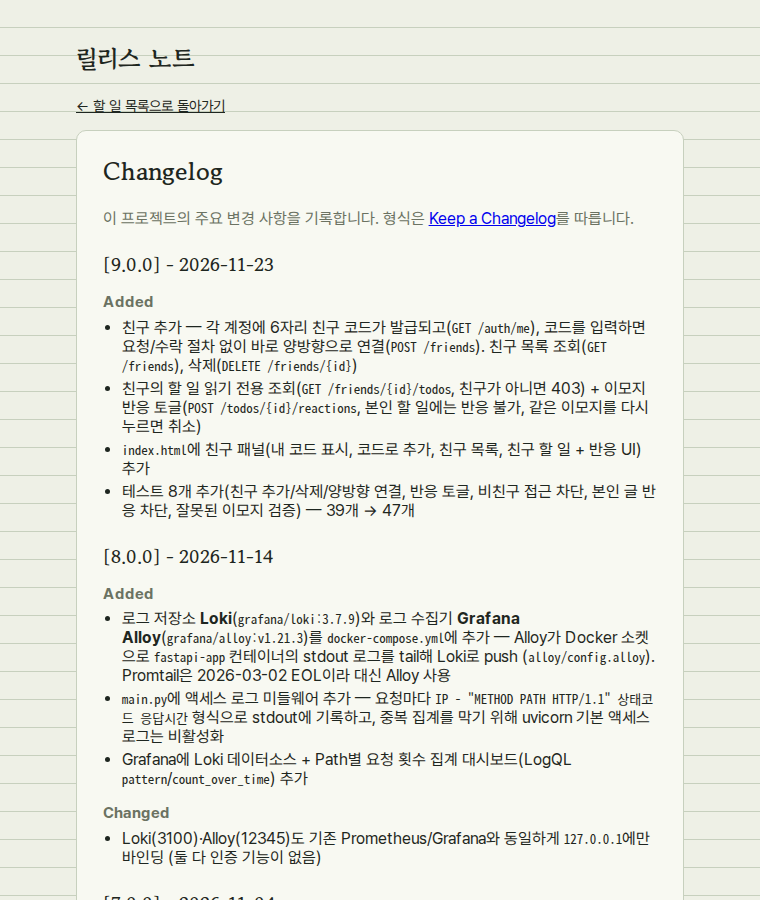 릴리스 노트
← 할 일 목록으로 돌아가기
Changelog
이 프로젝트의 주요 변경 사항을 기록합니다. 형식은 Keep a Changelog를 따릅니다.
[9.0.0] - 2026-11-23
Added
• 친구 추가 — 각 계정에 6자리 친구 코드가 발급되고(GET /auth/me), 코드를 입력하면
요청/수락 절차 없이 바로 양방향으로 연결(POST /friends). 친구 목록 조회(GET
/friends), 삭제(DELETE /friends/{id})
• 친구의 할 일 읽기 전용 조회(GET /friends/{id}/todos, 친구가 아니면 403) + 이모지
반응 토글(POST /todos/{id}/reactions, 본인 할 일에는 반응 불가, 같은 이모지를 다시
누르면 취소)
• index.html에 친구 패널(내 코드 표시, 코드로 추가, 친구 목록, 친구 할 일 + 반응 UI)
추가
• 테스트 8개 추가(친구 추가/삭제/양방향 연결, 반응 토글, 비친구 접근 차단, 본인 글 반
응 차단, 잘못된 이모지 검증) — 39개 → 47개
[8.0.0] - 2026-11-14
Added
• 로그 저장소 Loki(grafana/loki:3.7.9)와 로그 수집기 Grafana
Alloy(grafana/alloy:v1.21.3)를 docker-compose.yml에 추가 — Alloy가 Docker 소켓
으로 fastapi-app 컨테이너의 stdout 로그를 tail해 Loki로 push (alloy/config.alloy).
Promtail은 2026-03-02 EOL이라 대신 Alloy 사용
• main.py에 액세스 로그 미들웨어 추가 — 요청마다 IP - "METHOD PATH HTTP/1.1" 상태코
드 응답시간 형식으로 stdout에 기록하고, 중복 집계를 막기 위해 uvicorn 기본 액세스
로그는 비활성화
• Grafana에 Loki 데이터소스 + Path별 요청 횟수 집계 대시보드(LogQL
pattern/count_over_time) 추가
Changed
• Loki(3100)·Alloy(12345)도 기존 Prometheus/Grafana와 동일하게 127.0.0.1에만
바인딩 (둘 다 인증 기능이 없음)